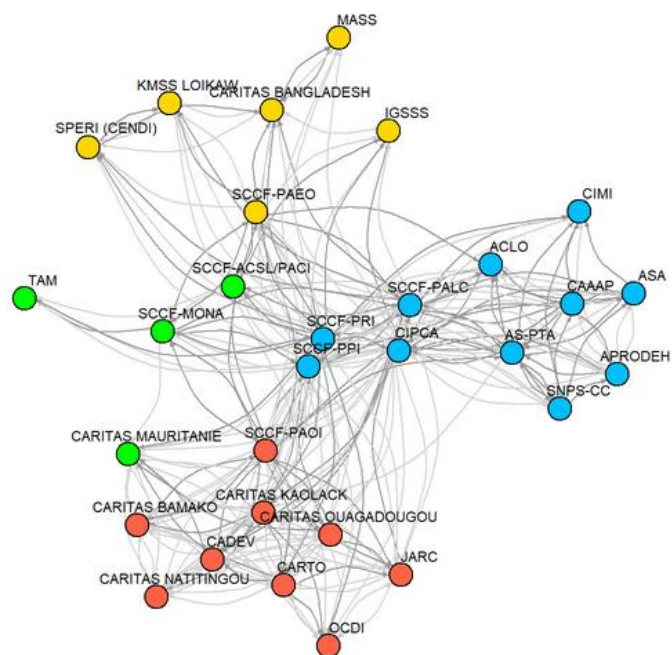 MASS
KMSS LOIKAW
CARITAS BANGLADESH
IGSSS
SPERI (CENDI)
SCCF-PAEO
CIMI
ACLO
SCCF-ACSL/PACI
TAM
SCCF-PALC
CAAAP
ASA
SCCF-MONA
SCCF-PRI
CIPCA
AS-PTA
SCCF-PPI
APRODEH
SNPS-CC
CARITAS MAURITANIE
SCCF-PAOI
CARITAS KAOLACK
CARITAS BAMAKO
CARITAS OUAGADOUGOU
CADEV
CARTO
JARC
CARITAS NATITINGOU
OCDI